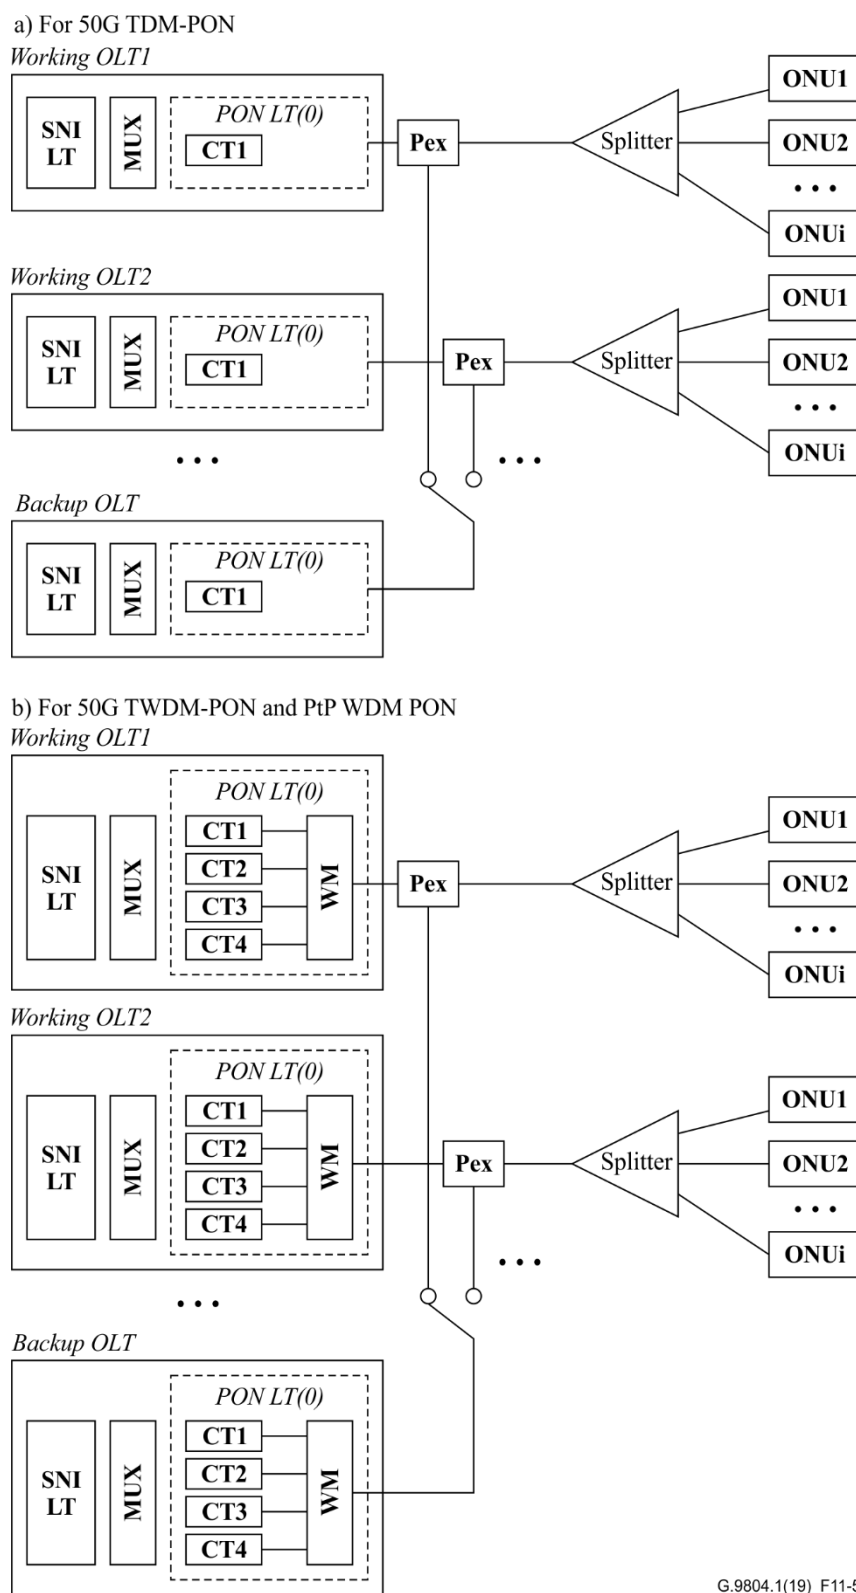 a) For 50G TDM-PON
Working OLT1
SNI
LT
MUX
PON LT(0)
CT1
Pex
Splitter
ONU1
ONU2
• • •
ONUi
Working OLT2
SNI
LT
MUX
PON LT(0)
CT1
Pex
Splitter
ONU1
ONU2
• • •
ONUi
• • •
• • •
Backup OLT
SNI
LT
MUX
PON LT(0)
CT1
b) For 50G TWDM-PON and PtP WDM PON
Working OLT1
SNI
LT
MUX
PON LT(0)
CT1
CT2
CT3
CT4
WM
Pex
Splitter
ONU1
ONU2
• • •
ONUi
Working OLT2
SNI
LT
MUX
PON LT(0)
CT1
CT2
CT3
CT4
WM
Pex
Splitter
ONU1
ONU2
• • •
ONUi
• • •
• • •
Backup OLT
SNI
LT
MUX
PON LT(0)
CT1
CT2
CT3
CT4
WM
G.9804.1(19)_F11-5